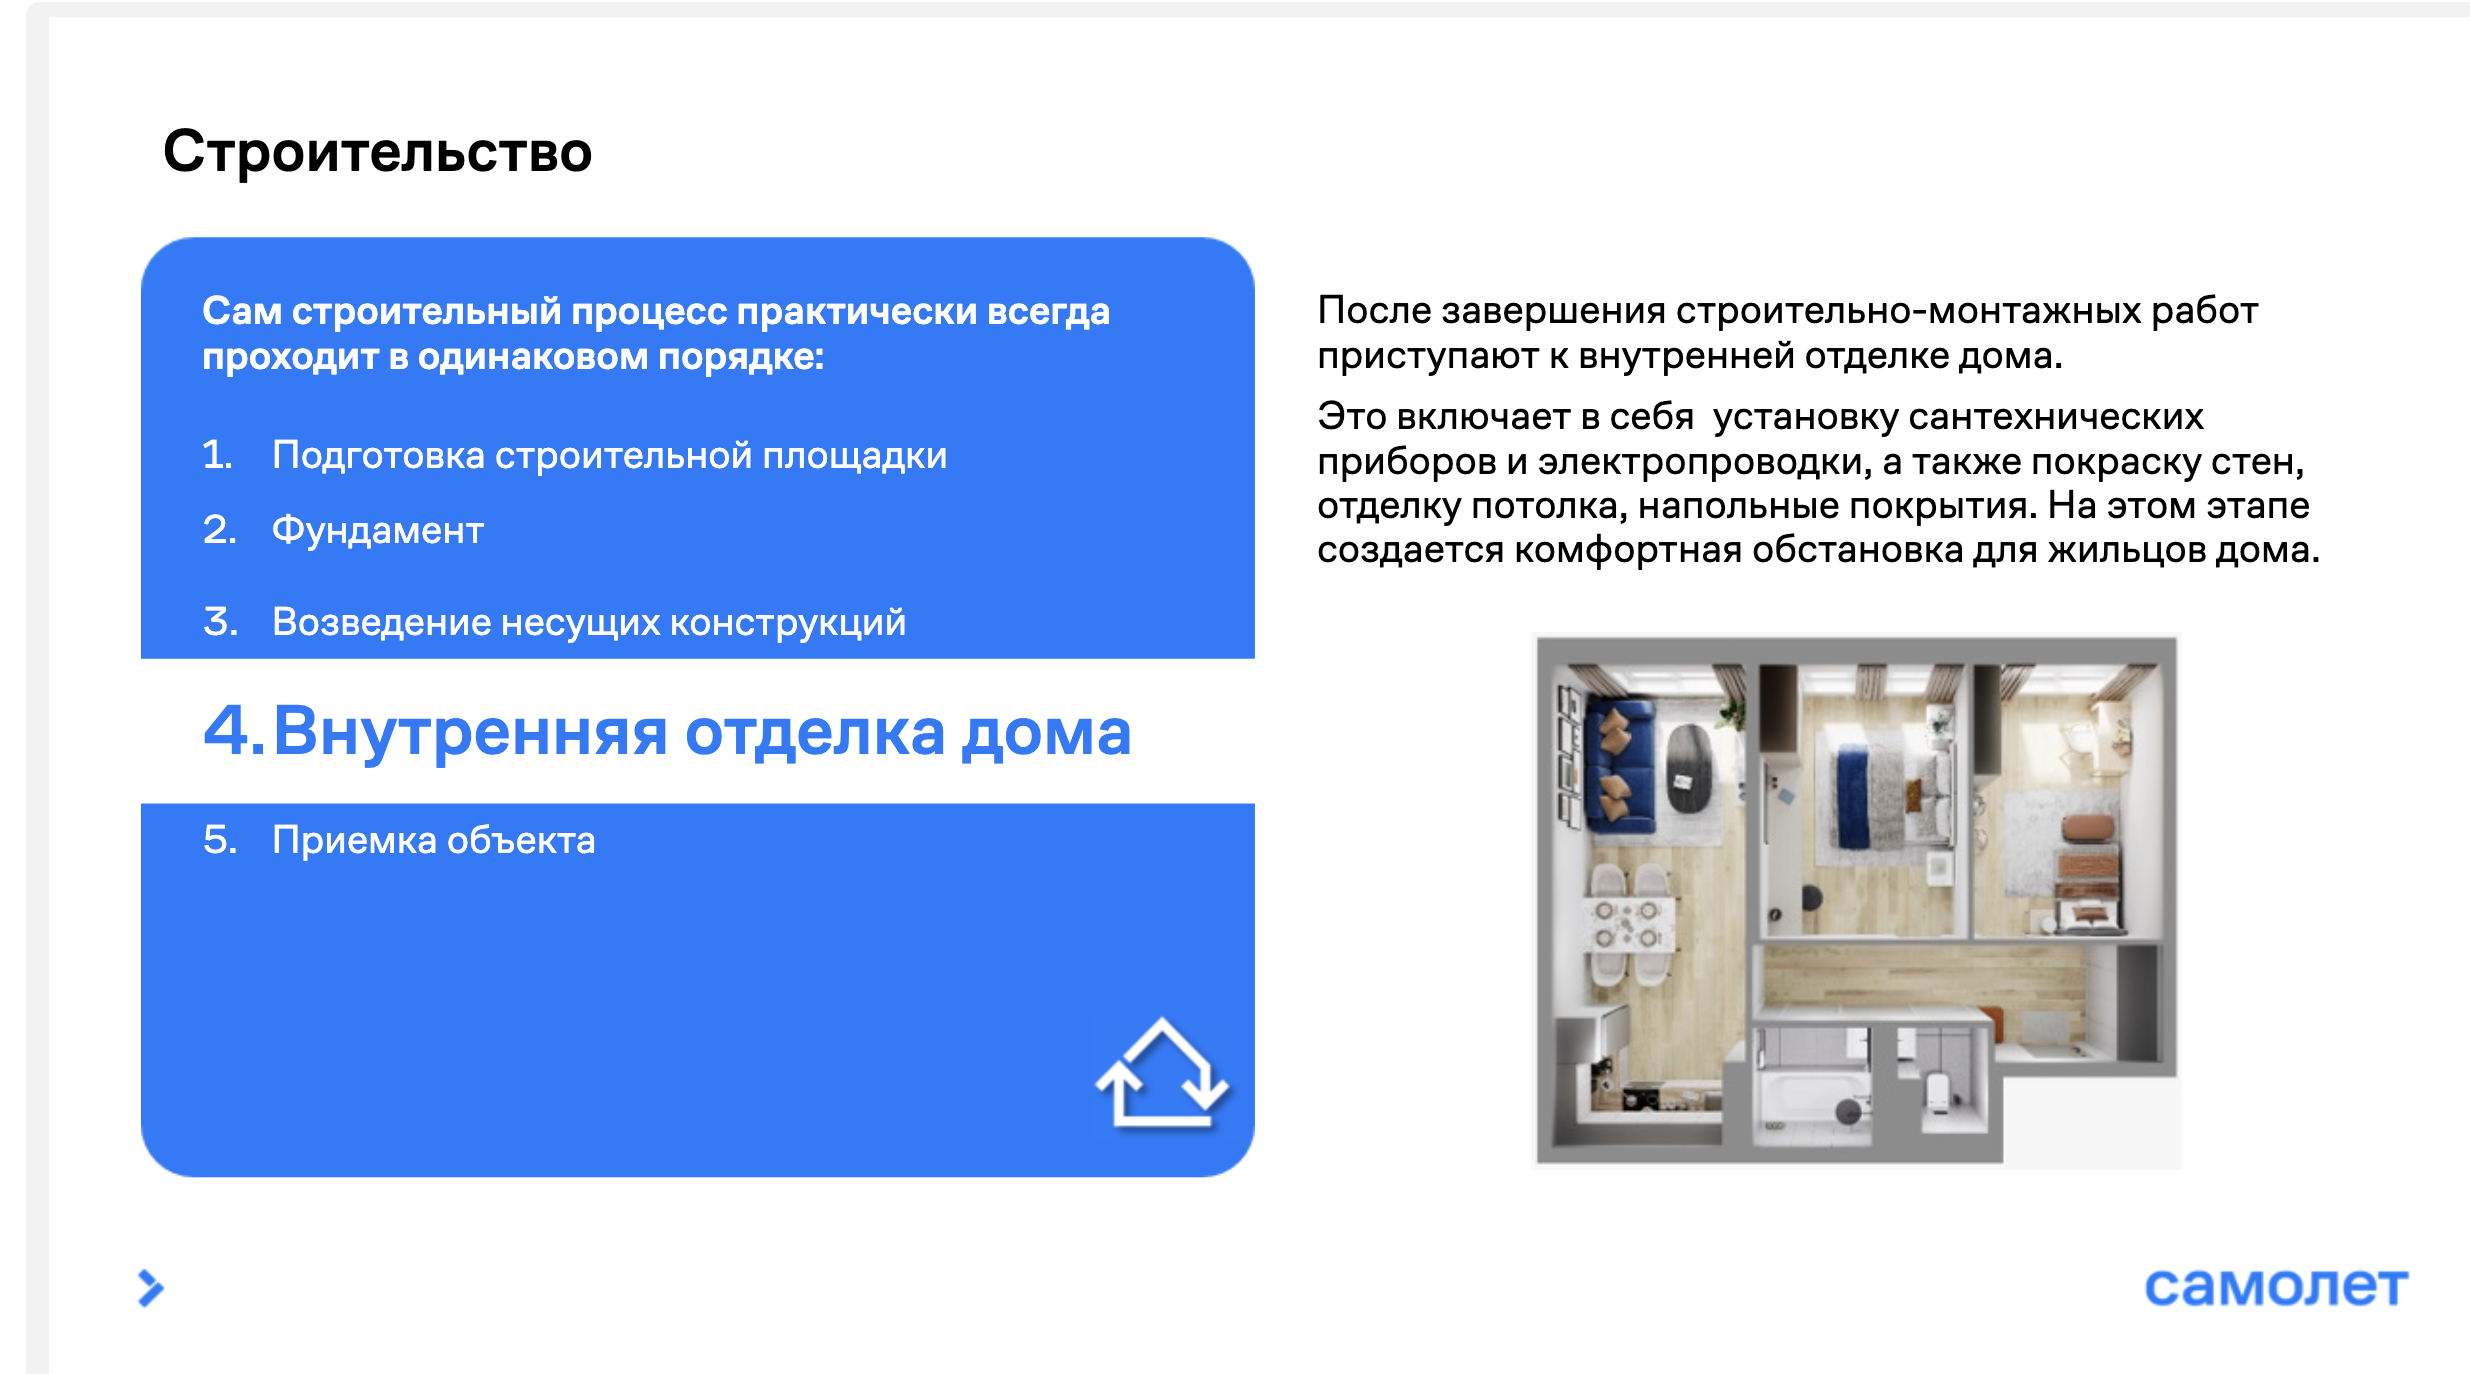 Строительство
Сам строительный процесс практически всегда
проходит в одинаковом порядке:
1. Подготовка строительной площадки
2. Фундамент
3. Возведение несущих конструкций
4. Внутренняя отделка дома
5. Приемка объекта
После завершения строительно-монтажных работ
приступают к внутренней отделке дома.
Это включает в себя  установку сантехнических
приборов и электропроводки, а также покраску стен,
отделку потолка, напольные покрытия. На этом этапе
создается комфортная обстановка для жильцов дома.
самолет